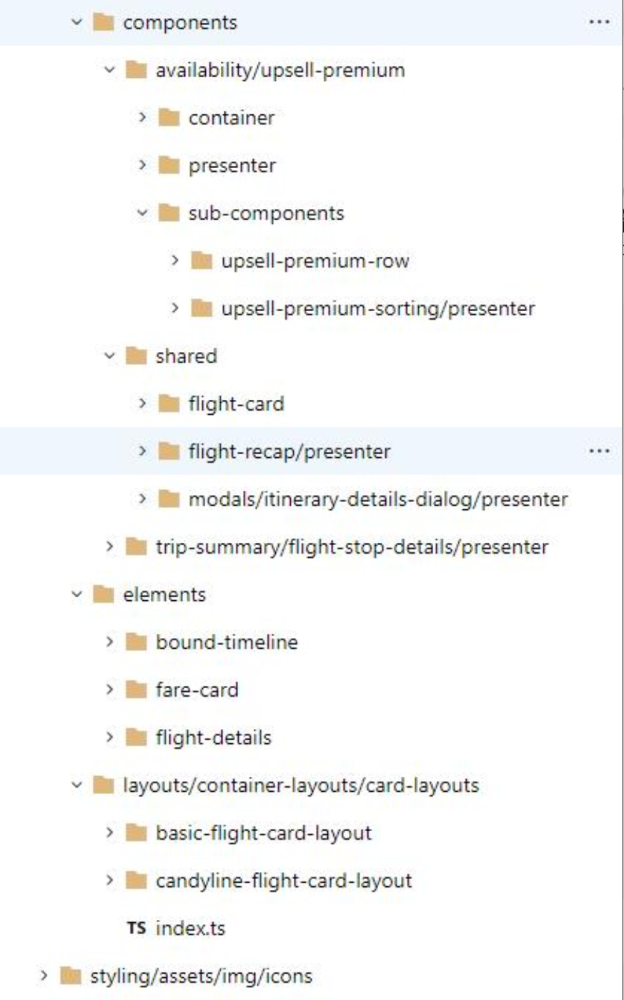 components ...
availability/upsell-premium
container
presenter
sub-components
upsell-premium-row
upsell-premium-sorting/presenter
shared
flight-card
flight-recap/presenter ...
modals/itinerary-details-dialog/presenter
trip-summary/flight-stop-details/presenter
elements
bound-timeline
fare-card
flight-details
layouts/container-layouts/card-layouts
basic-flight-card-layout
candyline-flight-card-layout
TS index.ts
styling/assets/img/icons